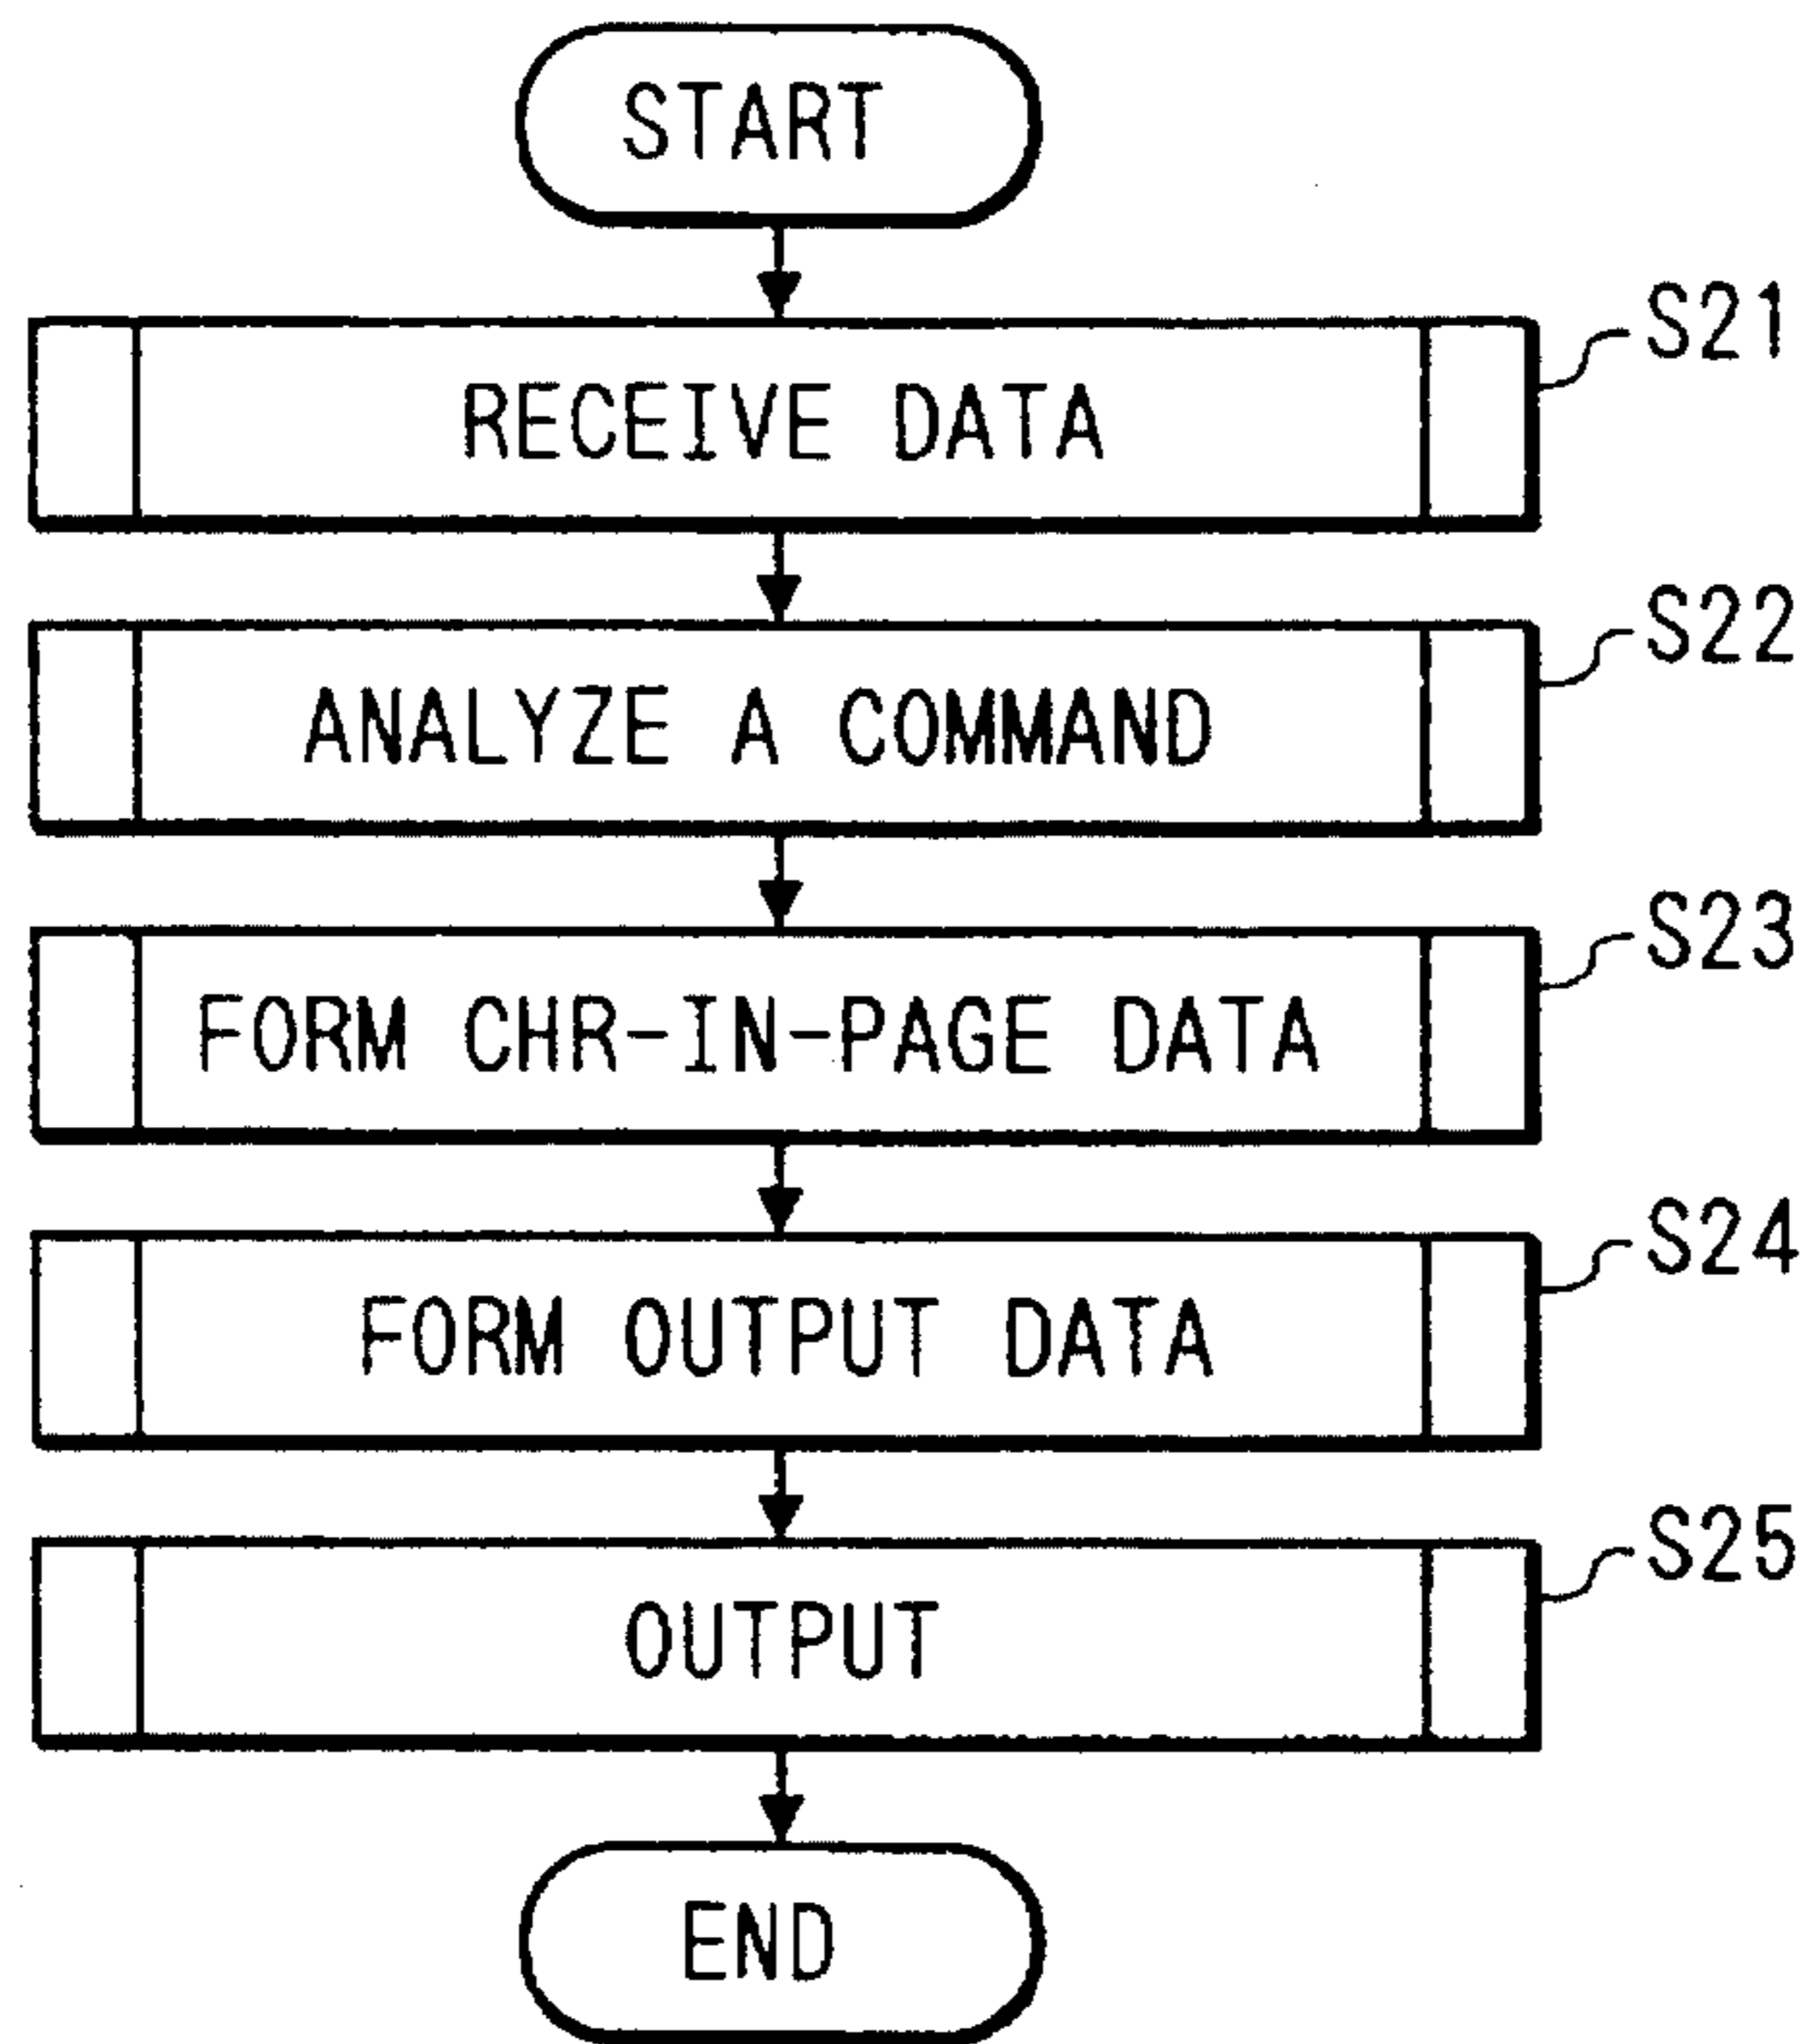 START
S21
RECEIVE DATA
S22
ANALYZE A COMMAND
S23
FORM CHR-IN-PAGE DATA
S24
FORM OUTPUT DATA
S25
OUTPUT
END